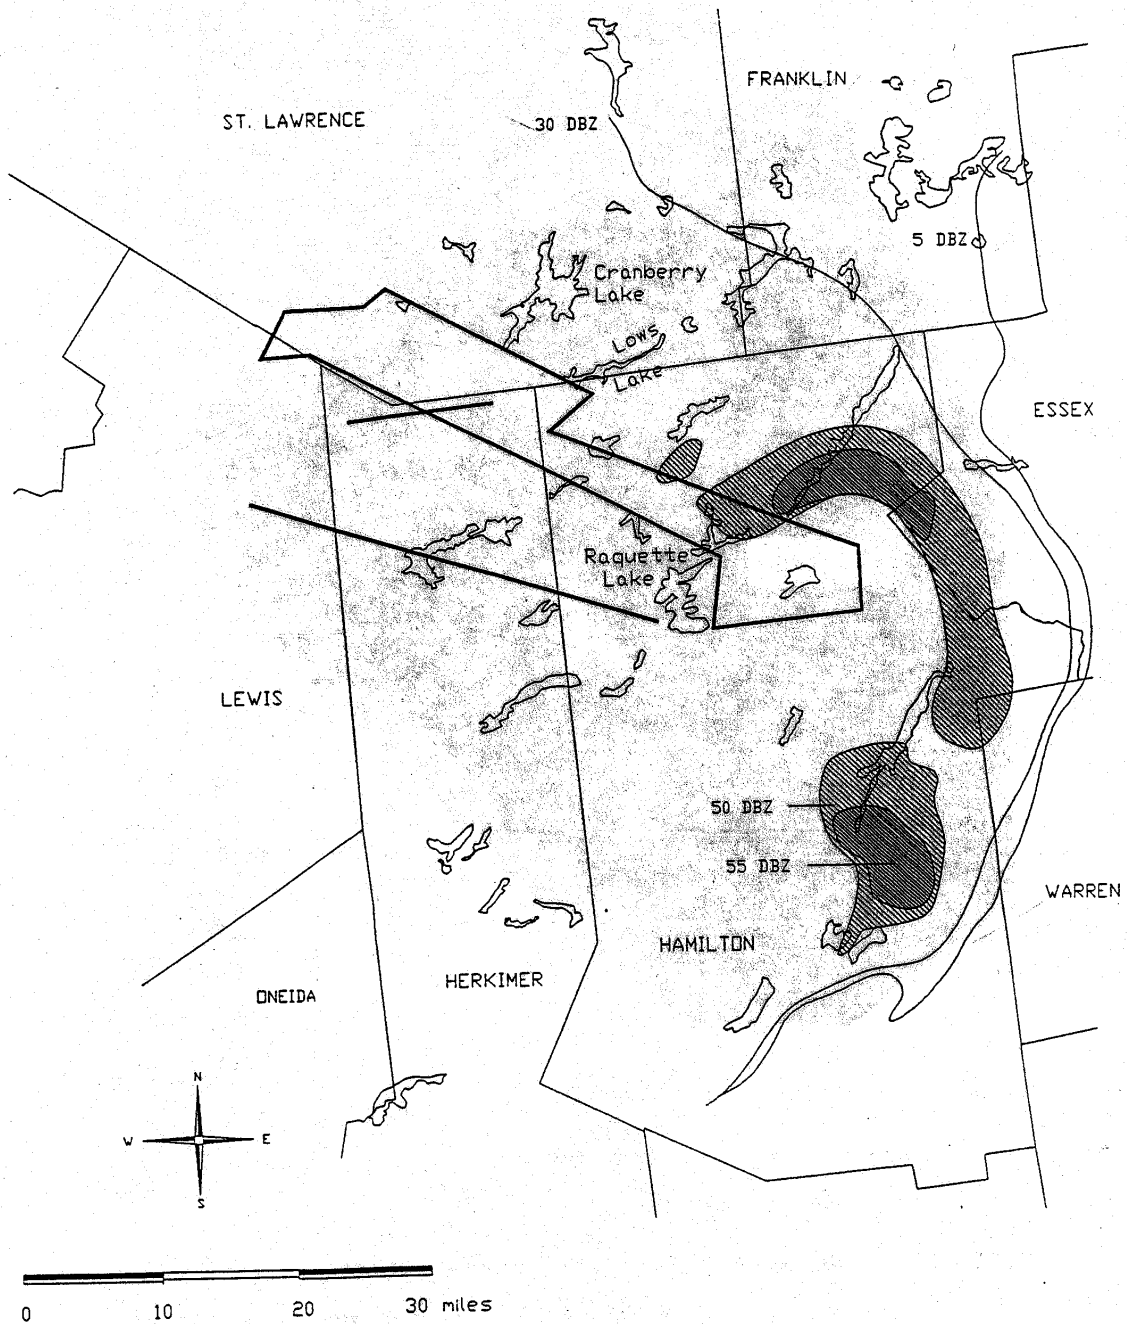 FRANKLIN
ST. LAWRENCE
30 DBZ
5 DBZ
Cranberry
Lake
Lows
Lake
ESSEX
Raquette
Lake
LEWIS
50 DBZ
55 DBZ
WARREN
HAMILTON
HERKIMER
ONEIDA
N
W
E
S
0 10 20 30 miles